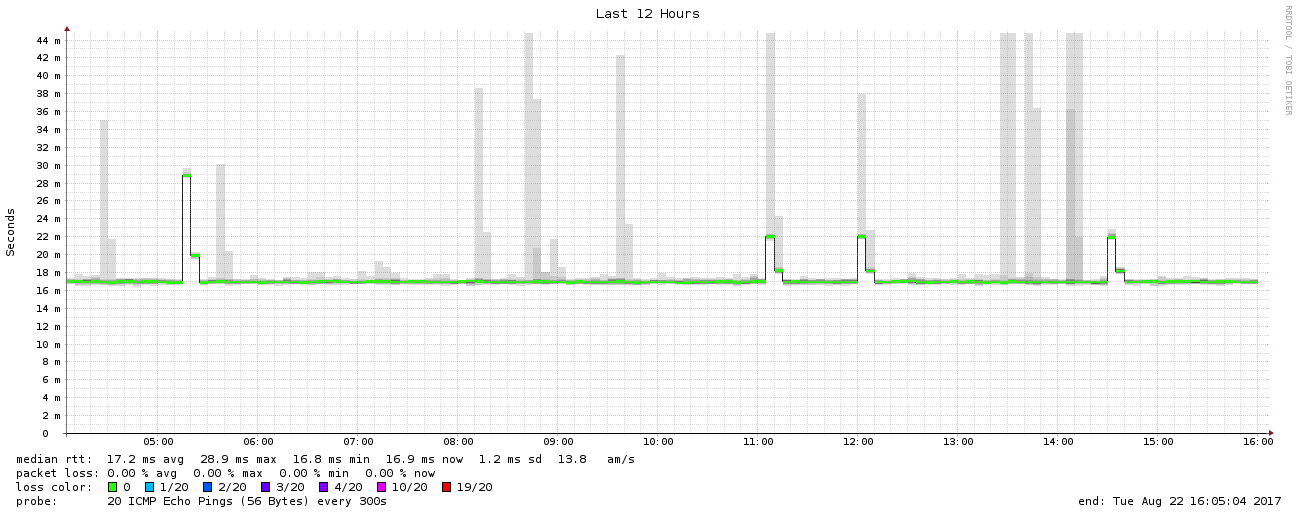 Last 12 Hours
RRDTOOL / TOBI OETIKER
Seconds
44 m
42 m
40 m
38 m
36 m
34 m
32 m
30 m
28 m
26 m
24 m
22 m
20 m
18 m
16 m
14 m
12 m
10 m
8 m
6 m
4 m
2 m
0
05:00 06:00 07:00 08:00 09:00 10:00 11:00 12:00 13:00 14:00 15:00 16:00
median rtt: 17.2 ms avg 28.9 ms max 16.8 ms min 16.9 ms now 1.2 ms sd 13.8 am/s
packet loss: 0.00 % avg 0.00 % max 0.00 % min 0.00 % now
loss color: 0 1/20 2/20 3/20 4/20 10/20 19/20
probe: 20 ICMP Echo Pings (56 Bytes) every 300s end: Tue Aug 22 16:05:04 2017